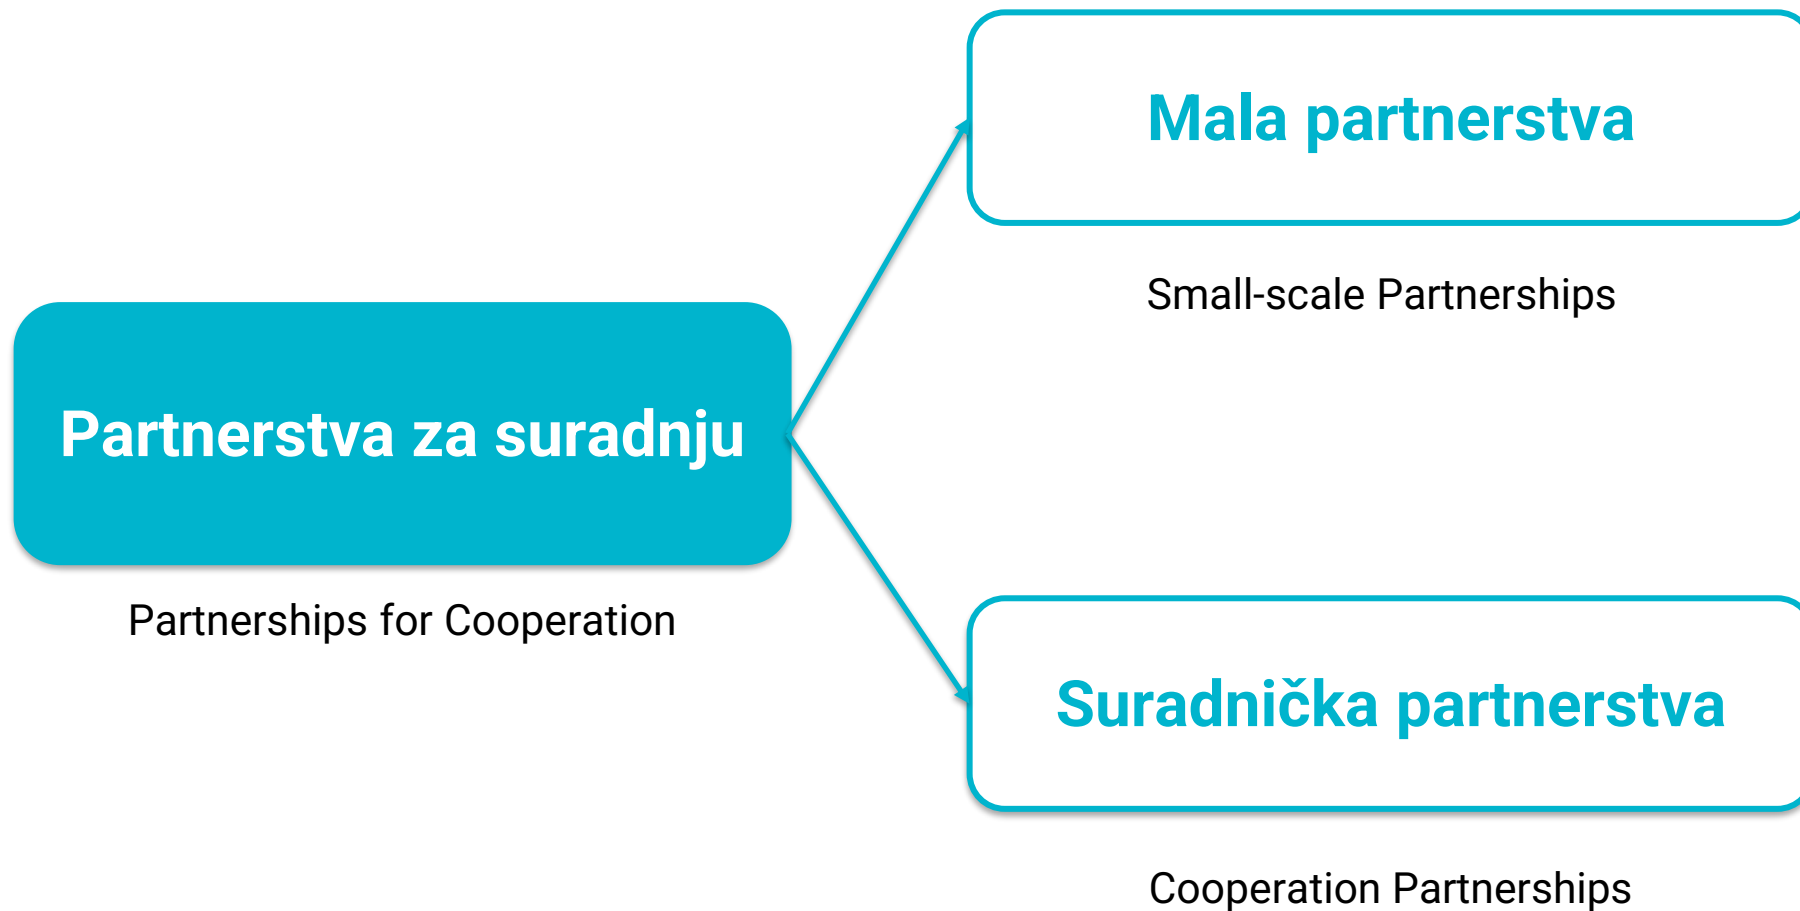 Mala partnerstva
Small-scale Partnerships
Partnerstva za suradnju
Partnerships for Cooperation
Suradnička partnerstva
Cooperation Partnerships